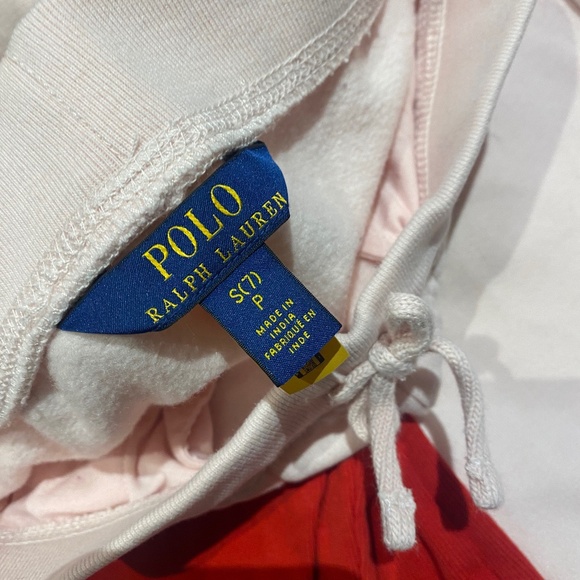 POLO
RALPH LAUREN
S(7)
P
MADE IN
INDIA
FABRIQUÉ EN
INDE